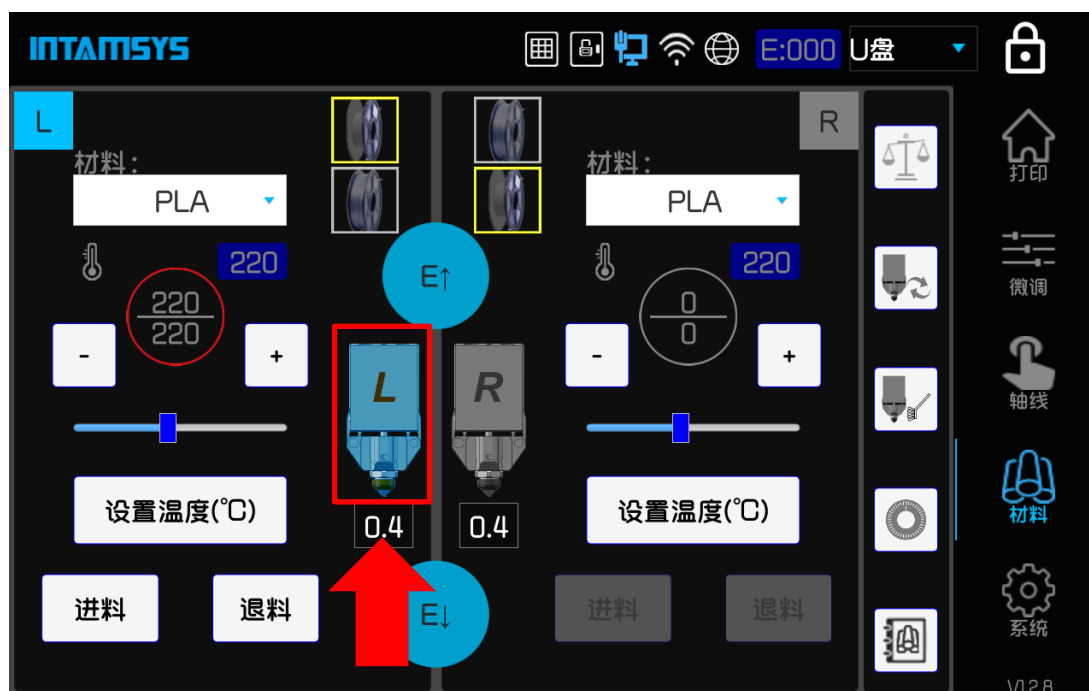 INTAMSYS
E:000
U盘
L
R
材料：
PLA
220
220
220
-
+
设置温度(℃)
进料
退料
E↑
L
R
0.4
0.4
E↓
材料：
PLA
220
0
0
-
+
设置温度(℃)
进料
退料
打印
微调
轴线
材料
系统
V1.2.8